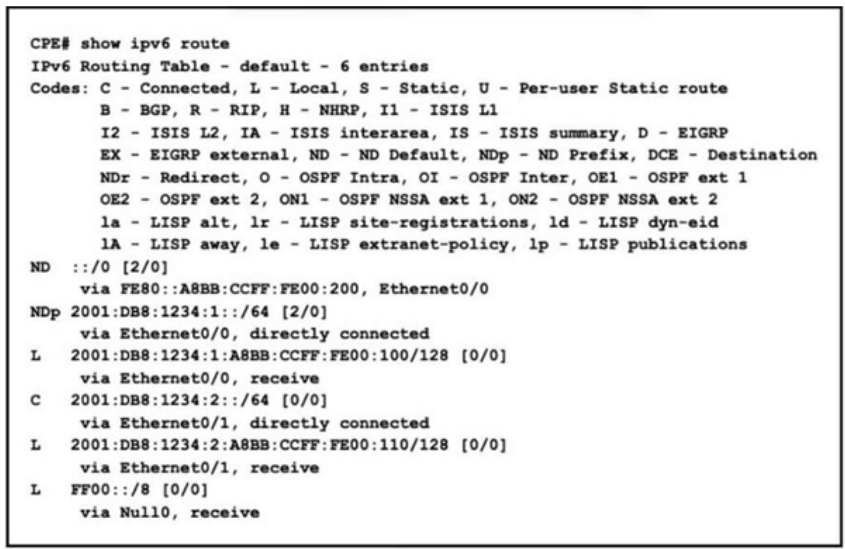 CPE# show ipv6 route
IPv6 Routing Table - default - 6 entries
Codes: C - Connected, L - Local, S - Static, U - Per-user Static route
B - BGP, R - RIP, H - NHRP, I1 - ISIS L1
I2 - ISIS L2, IA - ISIS interarea, IS - ISIS summary, D - EIGRP
EX - EIGRP external, ND - ND Default, NDp - ND Prefix, DCE - Destination
NDr - Redirect, O - OSPF Intra, OI - OSPF Inter, OE1 - OSPF ext 1
OE2 - OSPF ext 2, ON1 - OSPF NSSA ext 1, ON2 - OSPF NSSA ext 2
la - LISP alt, lr - LISP site-registrations, ld - LISP dyn-eid
lA - LISP away, le - LISP extranet-policy, lp - LISP publications
ND ::/0 [2/0]
via FE80::A8BB:CCFF:FE00:200, Ethernet0/0
NDp 2001:DB8:1234:1::/64 [2/0]
via Ethernet0/0, directly connected
L 2001:DB8:1234:1:A8BB:CCFF:FE00:100/128 [0/0]
via Ethernet0/0, receive
C 2001:DB8:1234:2::/64 [0/0]
via Ethernet0/1, directly connected
L 2001:DB8:1234:2:A8BB:CCFF:FE00:110/128 [0/0]
via Ethernet0/1, receive
L FF00::/8 [0/0]
via Null0, receive